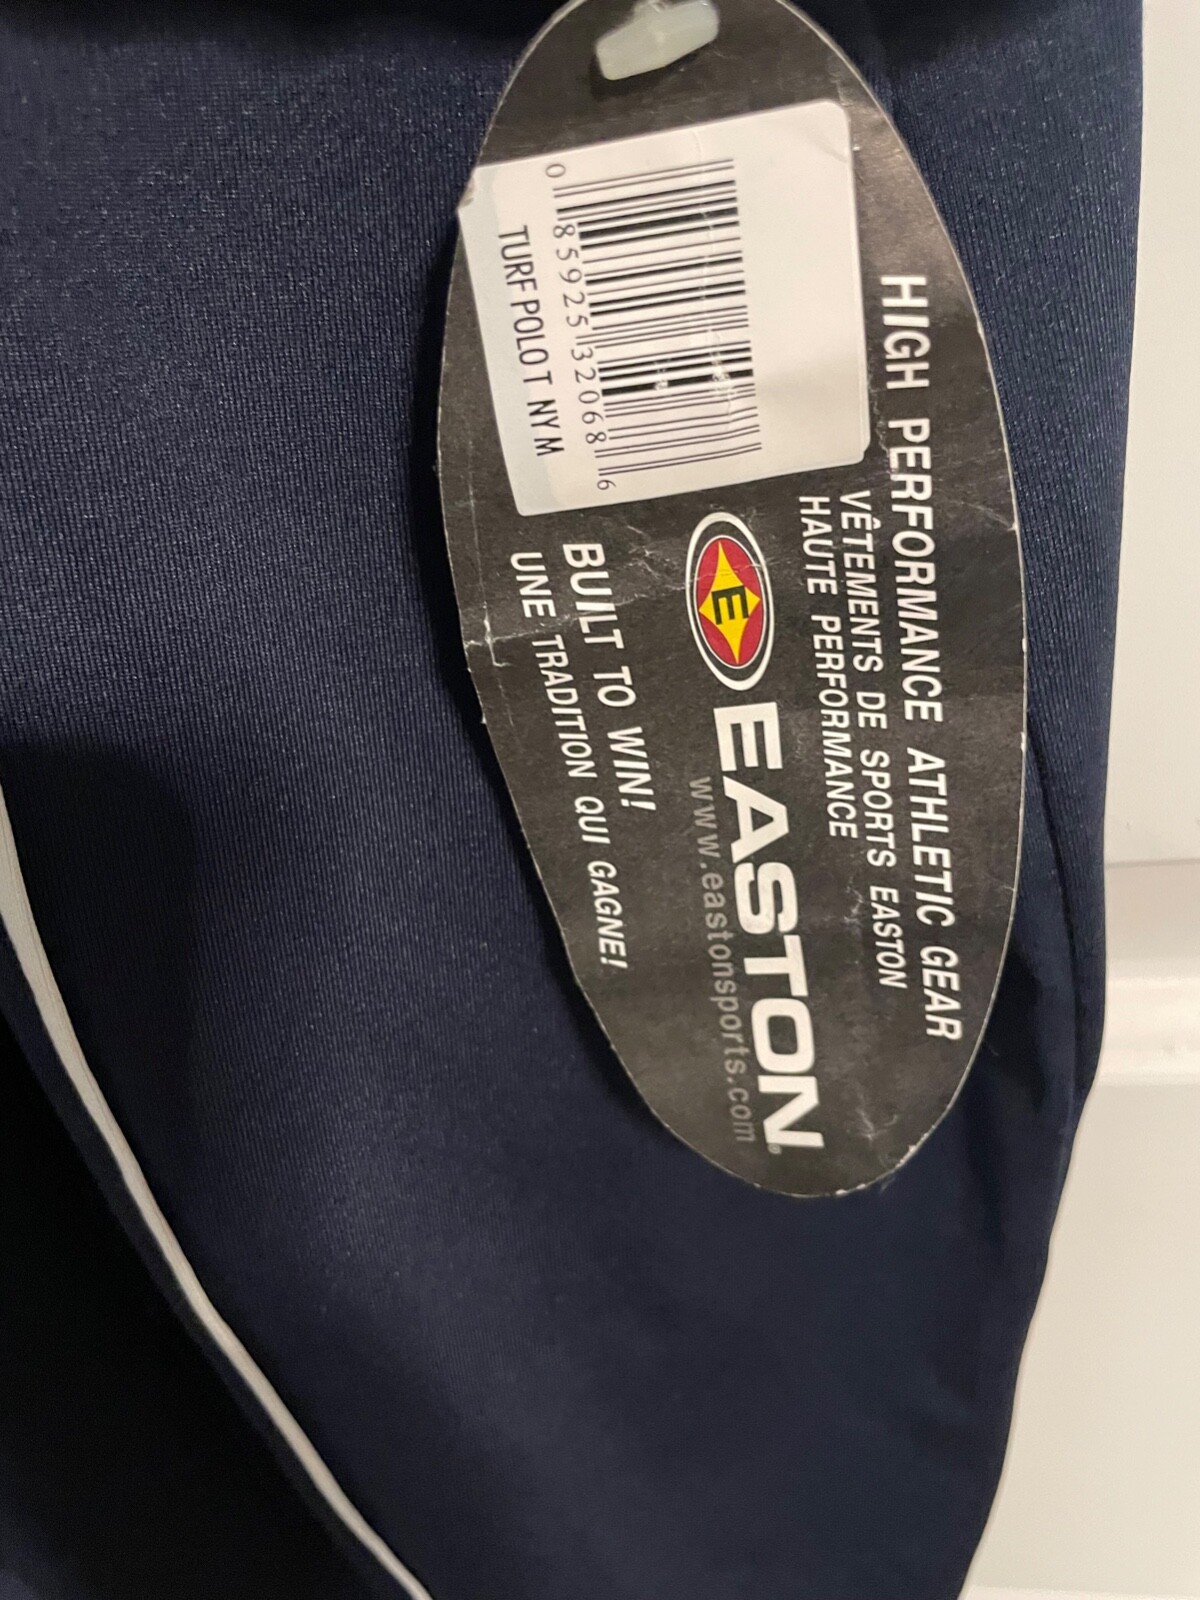 HIGH PERFORMANCE ATHLETIC GEAR
VÊTEMENTS DE SPORTS EASTON
HAUTE PERFORMANCE
E EASTON®
www.eastonsports.com
BUILT TO WIN!
UNE TRADITION QUI GAGNE!
0 85925 32068 6
TURF POLO T NY M